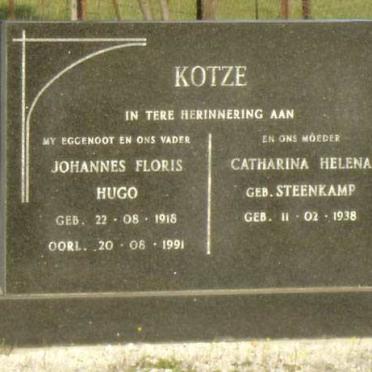 KOTZE
IN TERE HERINNERING AAN
MY EGGENOOT EN ONS VADER
JOHANNES FLORIS
HUGO
GEB. 22 · 08 · 1918
OORL. 20 · 08 · 1991
EN ONS MÔEDER
CATHARINA HELENA
GEB. STEENKAMP
GEB. 11 · 02 · 1938